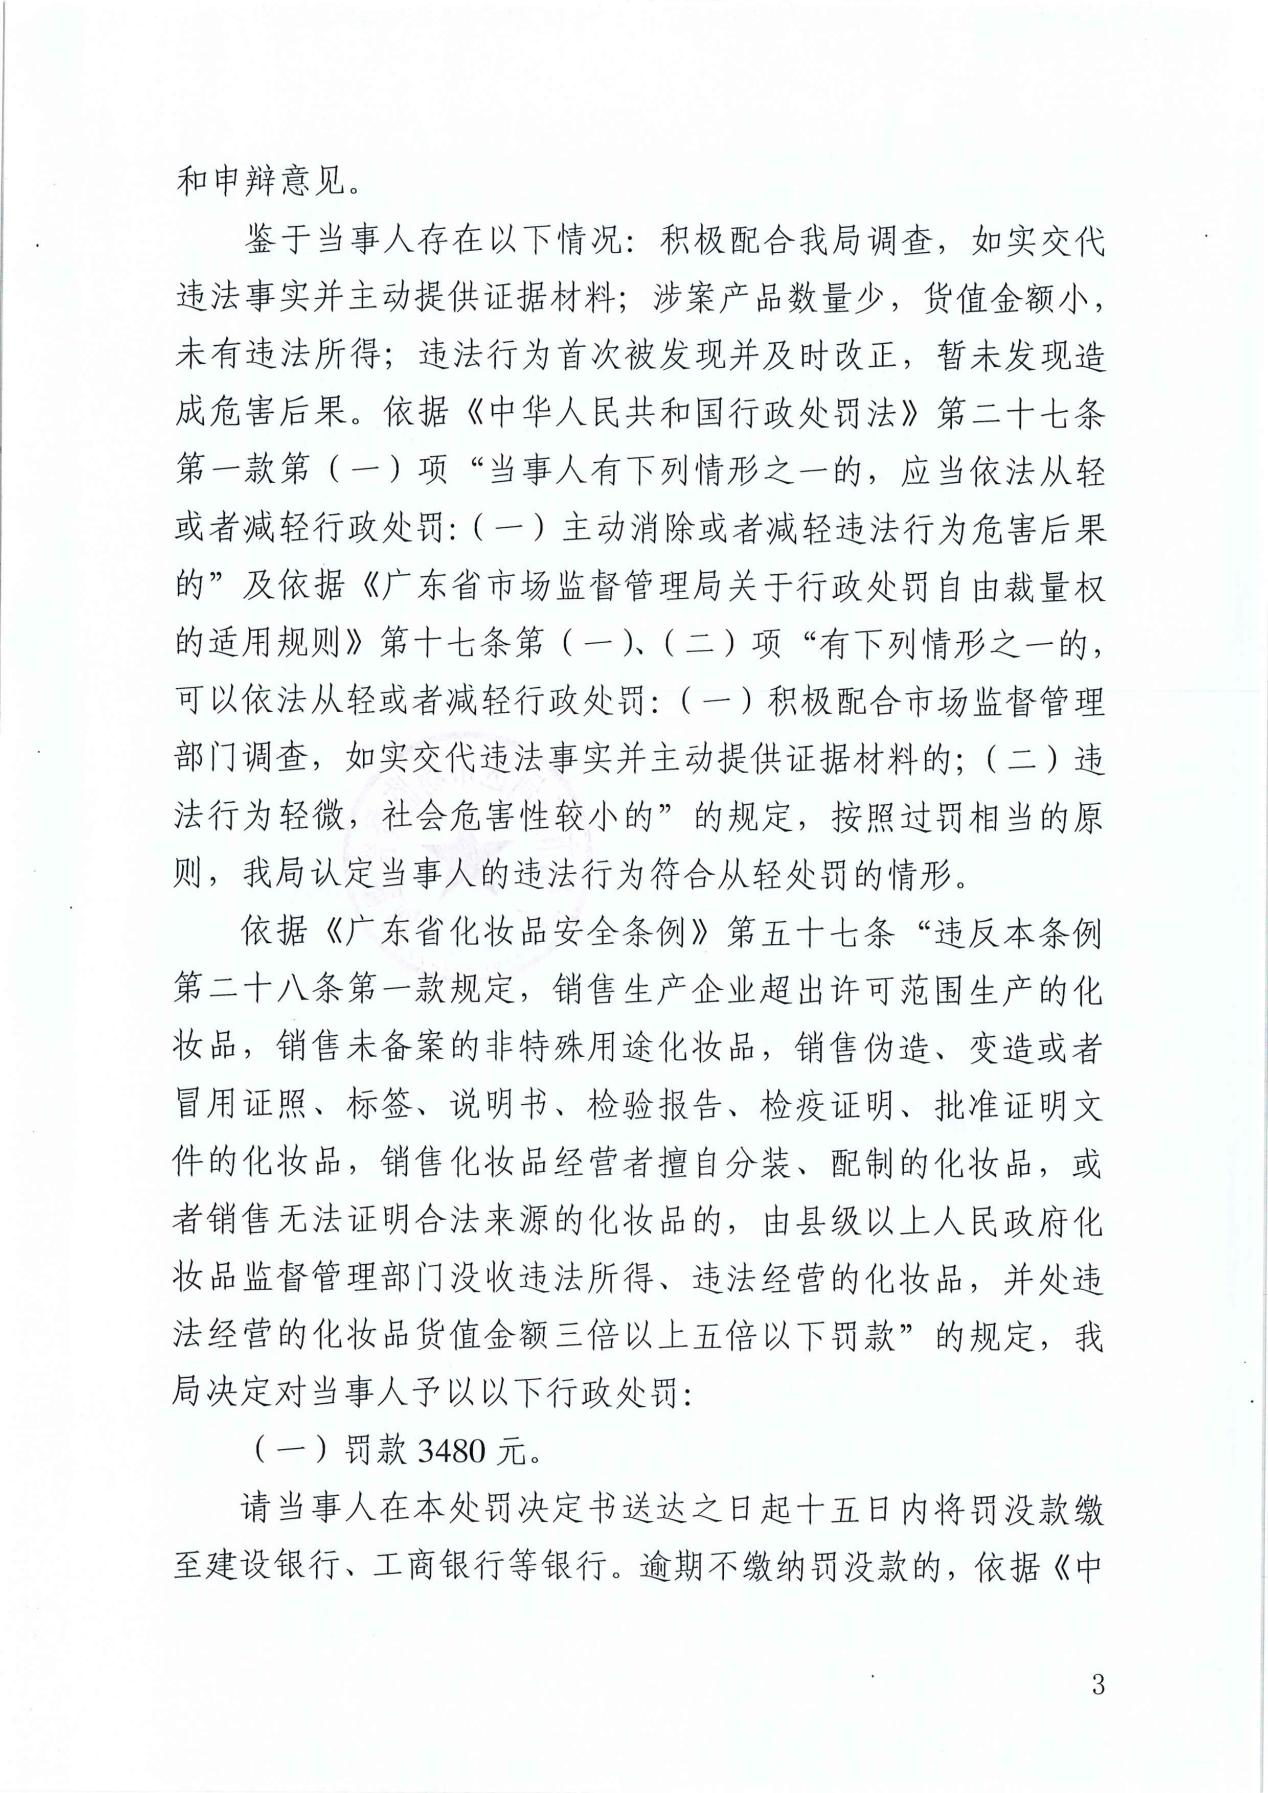 和申辩意见。
鉴于当事人存在以下情况：积极配合我局调查，如实交代
违法事实并主动提供证据材料；涉案产品数量少，货值金额小，
未有违法所得；违法行为首次被发现并及时改正，暂未发现造
成危害后果。依据《中华人民共和国行政处罚法》第二十七条
第一款第（一）项“当事人有下列情形之一的，应当依法从轻
或者减轻行政处罚：（一）主动消除或者减轻违法行为危害后果
的”及依据《广东省市场监督管理局关于行政处罚自由裁量权
的适用规则》第十七条第（一）、（二）项“有下列情形之一的，
可以依法从轻或者减轻行政处罚：（一）积极配合市场监督管理
部门调查，如实交代违法事实并主动提供证据材料的；（二）违
法行为轻微，社会危害性较小的”的规定，按照过罚相当的原
则，我局认定当事人的违法行为符合从轻处罚的情形。
依据《广东省化妆品安全条例》第五十七条“违反本条例
第二十八条第一款规定，销售生产企业超出许可范围生产的化
妆品，销售未备案的非特殊用途化妆品，销售伪造、变造或者
冒用证照、标签、说明书、检验报告、检疫证明、批准证明文
件的化妆品，销售化妆品经营者擅自分装、配制的化妆品，或
者销售无法证明合法来源的化妆品的，由县级以上人民政府化
妆品监督管理部门没收违法所得、违法经营的化妆品，并处违
法经营的化妆品货值金额三倍以上五倍以下罚款”的规定，我
局决定对当事人予以以下行政处罚：
（一）罚款 3480 元。
请当事人在本处罚决定书送达之日起十五日内将罚没款缴
至建设银行、工商银行等银行。逾期不缴纳罚没款的，依据《中
3